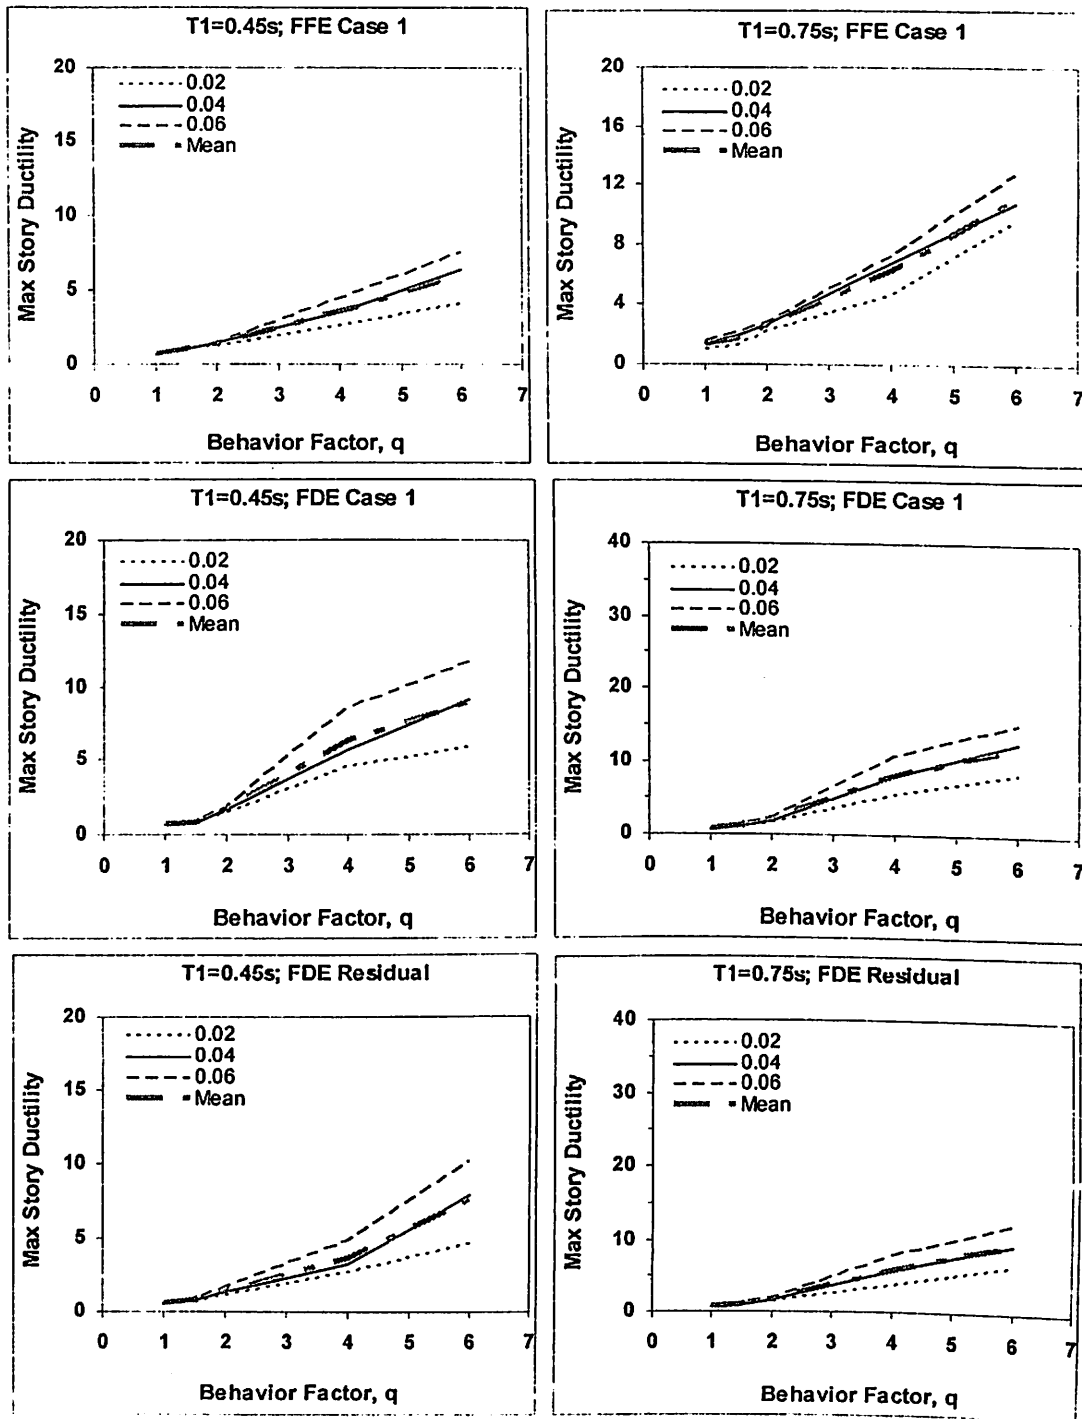 T1=0.45s; FFE Case 1
20
15
10
5
0
0.02
0.04
0.06
Mean
Max Story Ductility
0 1 2 3 4 5 6 7
Behavior Factor, q
T1=0.75s; FFE Case 1
20
16
12
8
4
0
0.02
0.04
0.06
Mean
Max Story Ductility
0 1 2 3 4 5 6 7
Behavior Factor, q
T1=0.45s; FDE Case 1
20
15
10
5
0
0.02
0.04
0.06
Mean
Max Story Ductility
0 1 2 3 4 5 6 7
Behavior Factor, q
T1=0.75s; FDE Case 1
40
30
20
10
0
0.02
0.04
0.06
Mean
Max Story Ductility
0 1 2 3 4 5 6 7
Behavior Factor, q
T1=0.45s; FDE Residual
20
15
10
5
0
0.02
0.04
0.06
Mean
Max Story Ductility
0 1 2 3 4 5 6 7
Behavior Factor, q
T1=0.75s; FDE Residual
40
30
20
10
0
0.02
0.04
0.06
Mean
Max Story Ductility
0 1 2 3 4 5 6 7
Behavior Factor, q